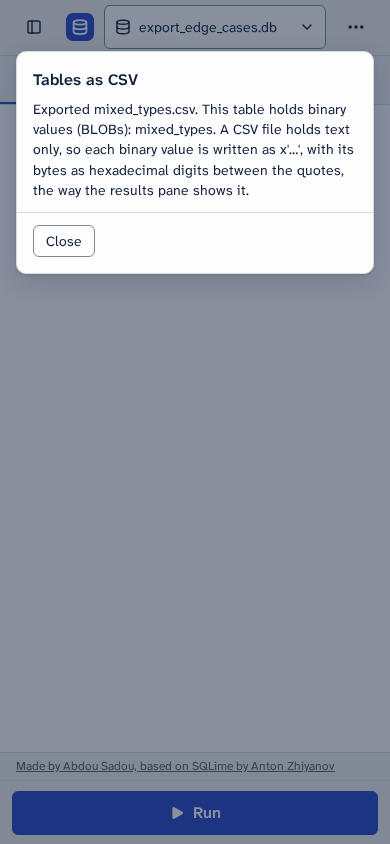 export_edge_cases.db
Tables as CSV
Exported mixed_types.csv. This table holds binary
values (BLOBs): mixed_types. A CSV file holds text
only, so each binary value is written as x'…', with its
bytes as hexadecimal digits between the quotes,
the way the results pane shows it.
Close
Made by Abdou Sadou, based on SQLime by Anton Zhiyanov
Run